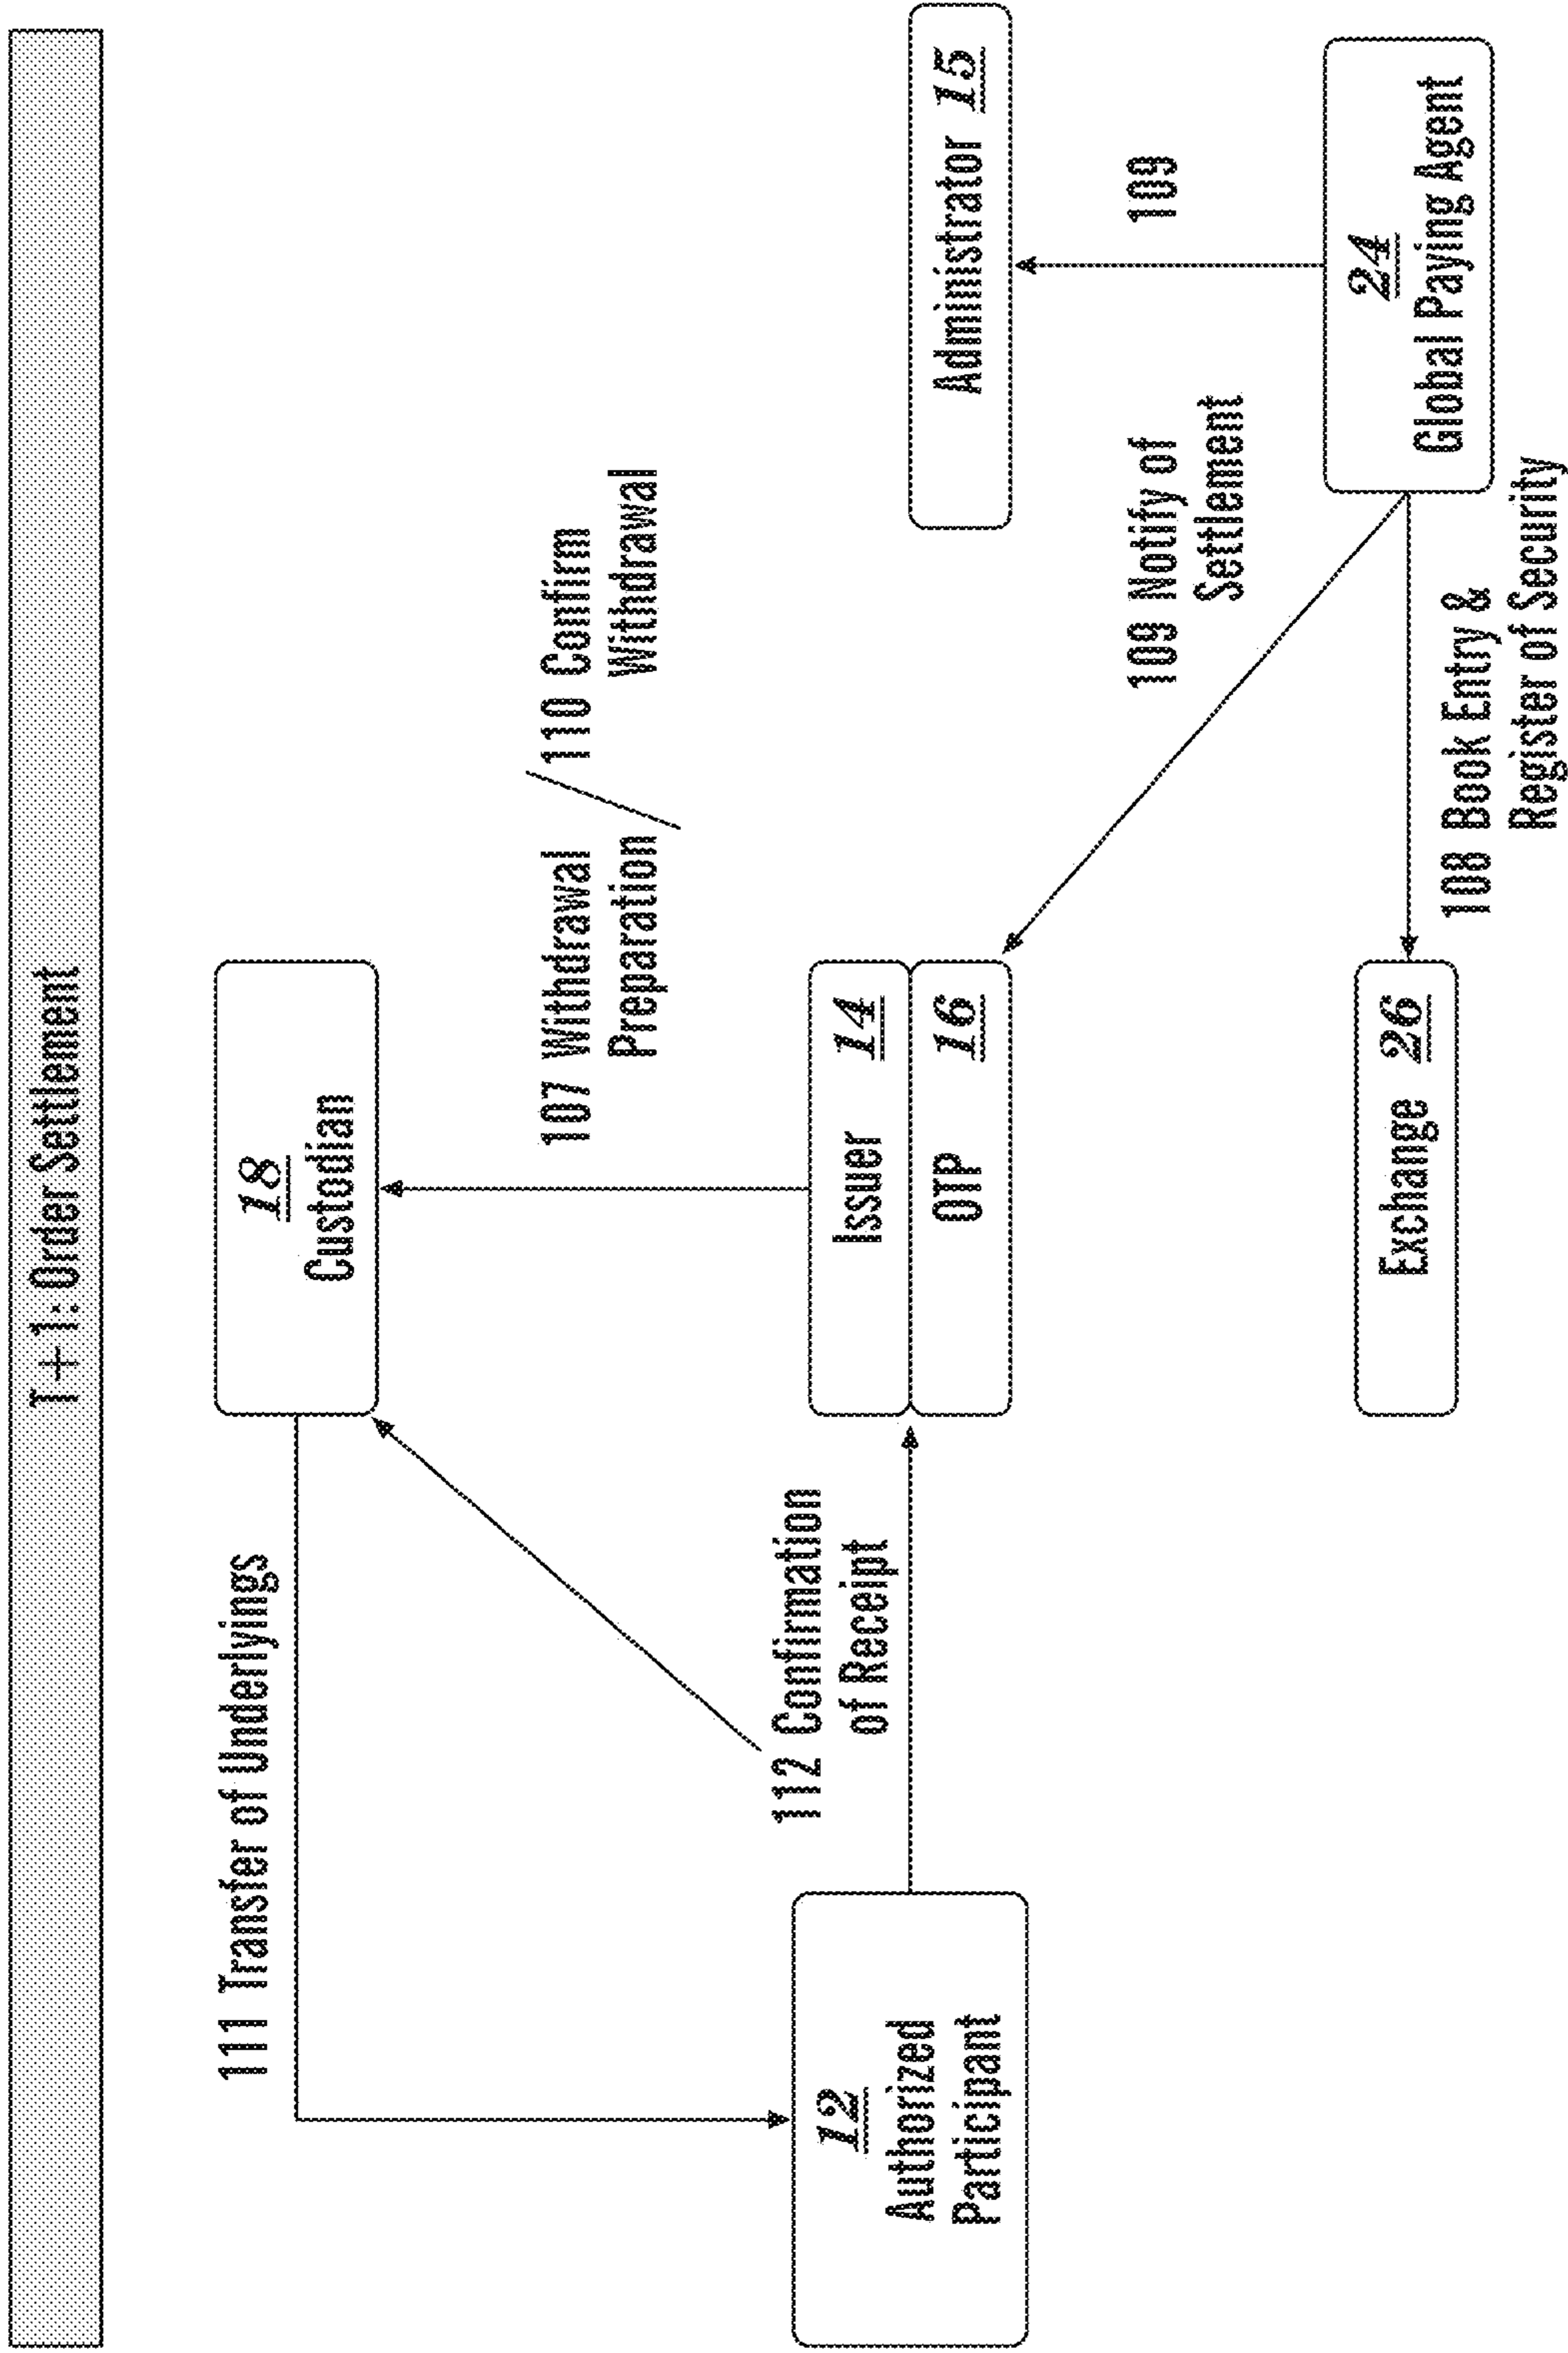 T + 1: Order Settlement
18
Custodian
111 Transfer of Underlyings
107 Withdrawal
Preparation
110 Confirm
Withdrawal
112 Confirmation
of Receipt
12
Authorized
Participant
Issuer 14
OTP 16
Administrator 15
109 Notify of
Settlement
109
24
Global Paying Agent
Exchange 26
108 Book Entry &
Register of Security